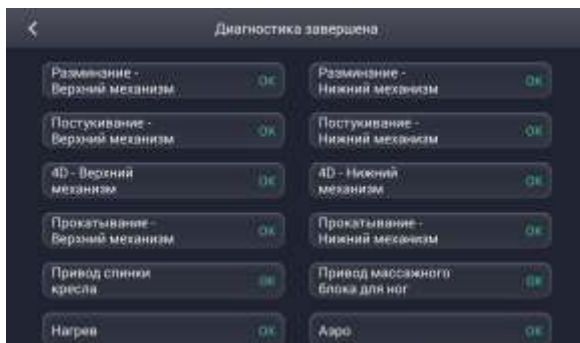 Диагностика завершена
Разминание -
Верхний механизм
OK
Разминание -
Нижний механизм
OK
Постукивание -
Верхний механизм
OK
Постукивание -
Нижний механизм
OK
4D - Верхний
механизм
OK
4D - Нижний
механизм
OK
Прокатывание -
Верхний механизм
OK
Прокатывание -
Нижний механизм
OK
Привод спинки
кресла
OK
Привод массажного
блока для ног
OK
Нагрев
OK
Аэро
OK